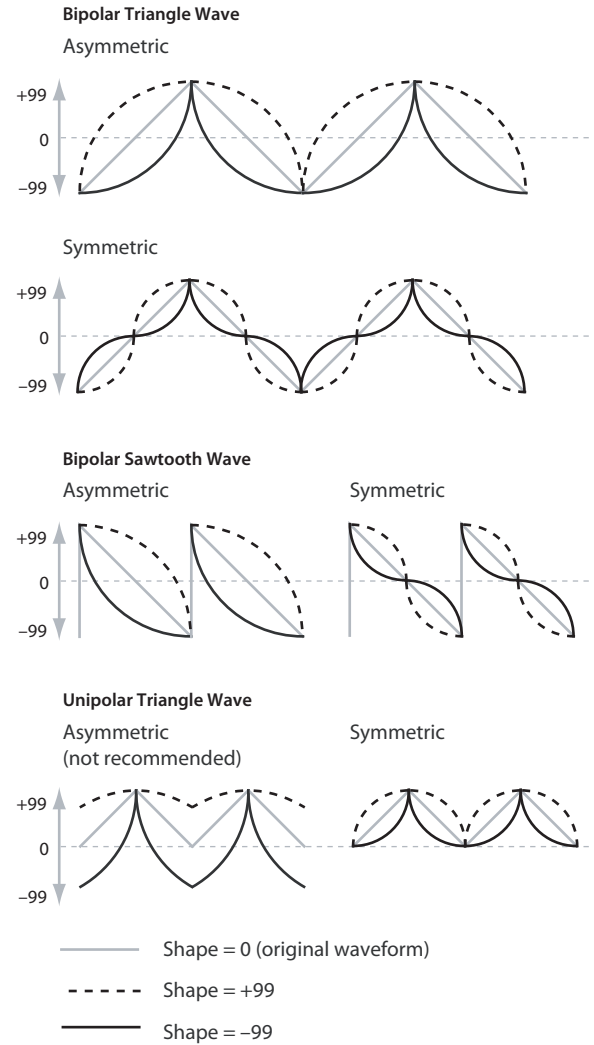 Bipolar Triangle Wave
Asymmetric
+99
0
–99
Symmetric
+99
0
–99
Bipolar Sawtooth Wave
Asymmetric Symmetric
+99
0
–99
Unipolar Triangle Wave
Asymmetric Symmetric
(not recommended)
+99
0
–99
Shape = 0 (original waveform)
Shape = +99
Shape = –99